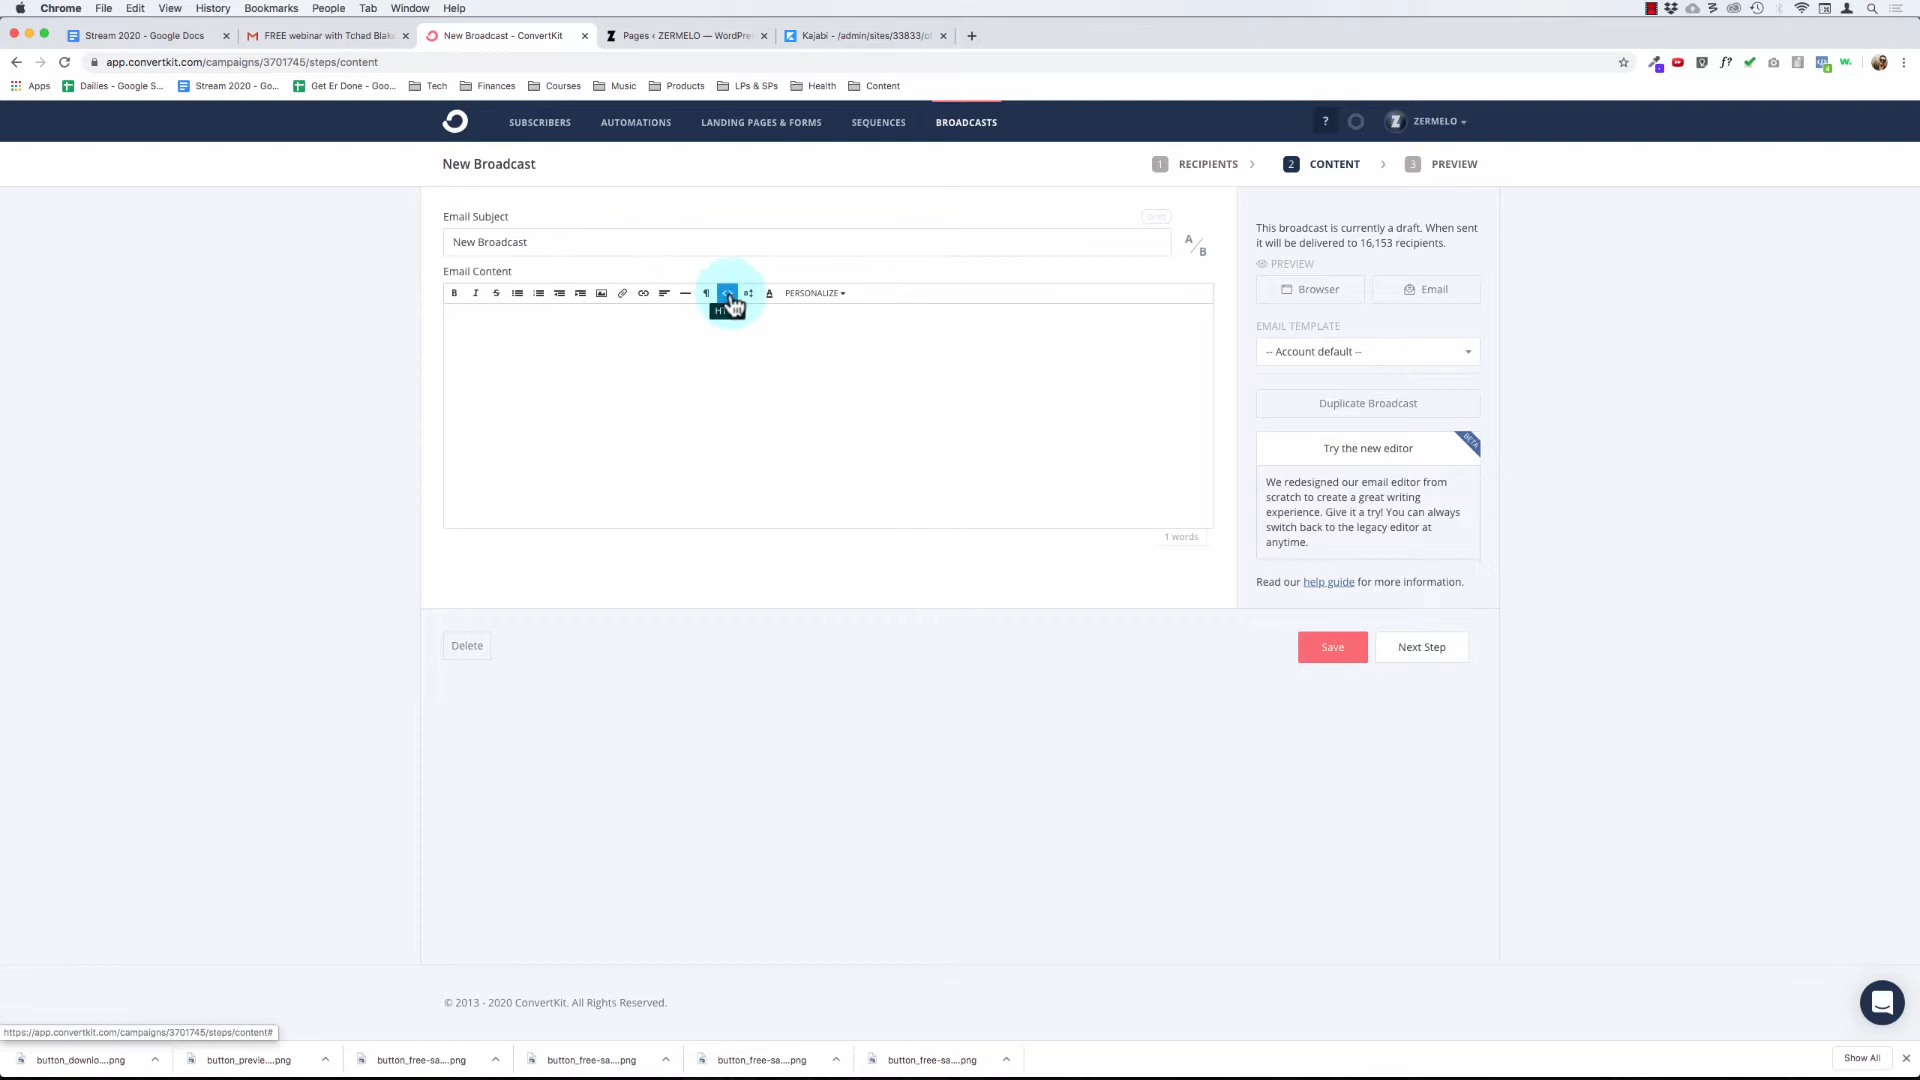 Chrome File Edit View History Bookmarks People Tab Window Help
Stream 2020 - Google Docs
FREE webinar with Tchad Blake
New Broadcast - ConvertKit
Pages ‹ ZERMELO — WordPre
Kajabi - /admin/sites/33833/of
app.convertkit.com/campaigns/3701745/steps/content
Apps Dailies - Google S... Stream 2020 - Go... Get Er Done - Goo... Tech Finances Courses Music Products LPs & SPs Health Content
SUBSCRIBERS AUTOMATIONS LANDING PAGES & FORMS SEQUENCES BROADCASTS ? Z ZERMELO
New Broadcast
1 RECIPIENTS 2 CONTENT 3 PREVIEW
Email Subject
Draft
New Broadcast
A/B
Email Content
PERSONALIZE
1 words
This broadcast is currently a draft. When sent
it will be delivered to 16,153 recipients.
PREVIEW
Browser Email
EMAIL TEMPLATE
-- Account default --
Duplicate Broadcast
Try the new editor
BETA
We redesigned our email editor from
scratch to create a great writing
experience. Give it a try! You can always
switch back to the legacy editor at
anytime.
Read our help guide for more information.
Delete
Save Next Step
© 2013 - 2020 ConvertKit. All Rights Reserved.
https://app.convertkit.com/campaigns/3701745/steps/content#
button_downlo....png button_previe....png button_free-sa....png button_free-sa....png button_free-sa....png button_free-sa....png Show All